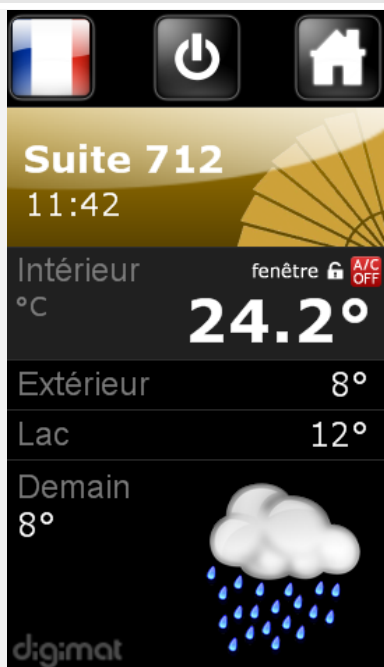 Suite 712
11:42
Intérieur
fenêtre A/C OFF
°C
24.2°
Extérieur 8°
Lac 12°
Demain
8°
digimat